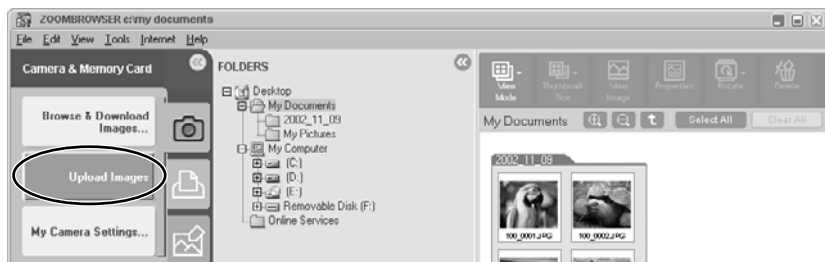 ZOOMBROWSER c:\my documents
File Edit View Tools Internet Help
Camera & Memory Card
Browse & Download
Images...
Upload Images
My Camera Settings...
FOLDERS
Desktop
My Documents
2002_11_09
My Pictures
My Computer
(C:)
(D:)
(E:)
Removable Disk (F:)
Online Services
View
Mode
Thumbnail
Size
View
Image
Properties
Rotate
Delete
My Documents Select All Clear All
2002_11_09
100_0001.JPG 100_0002.JPG